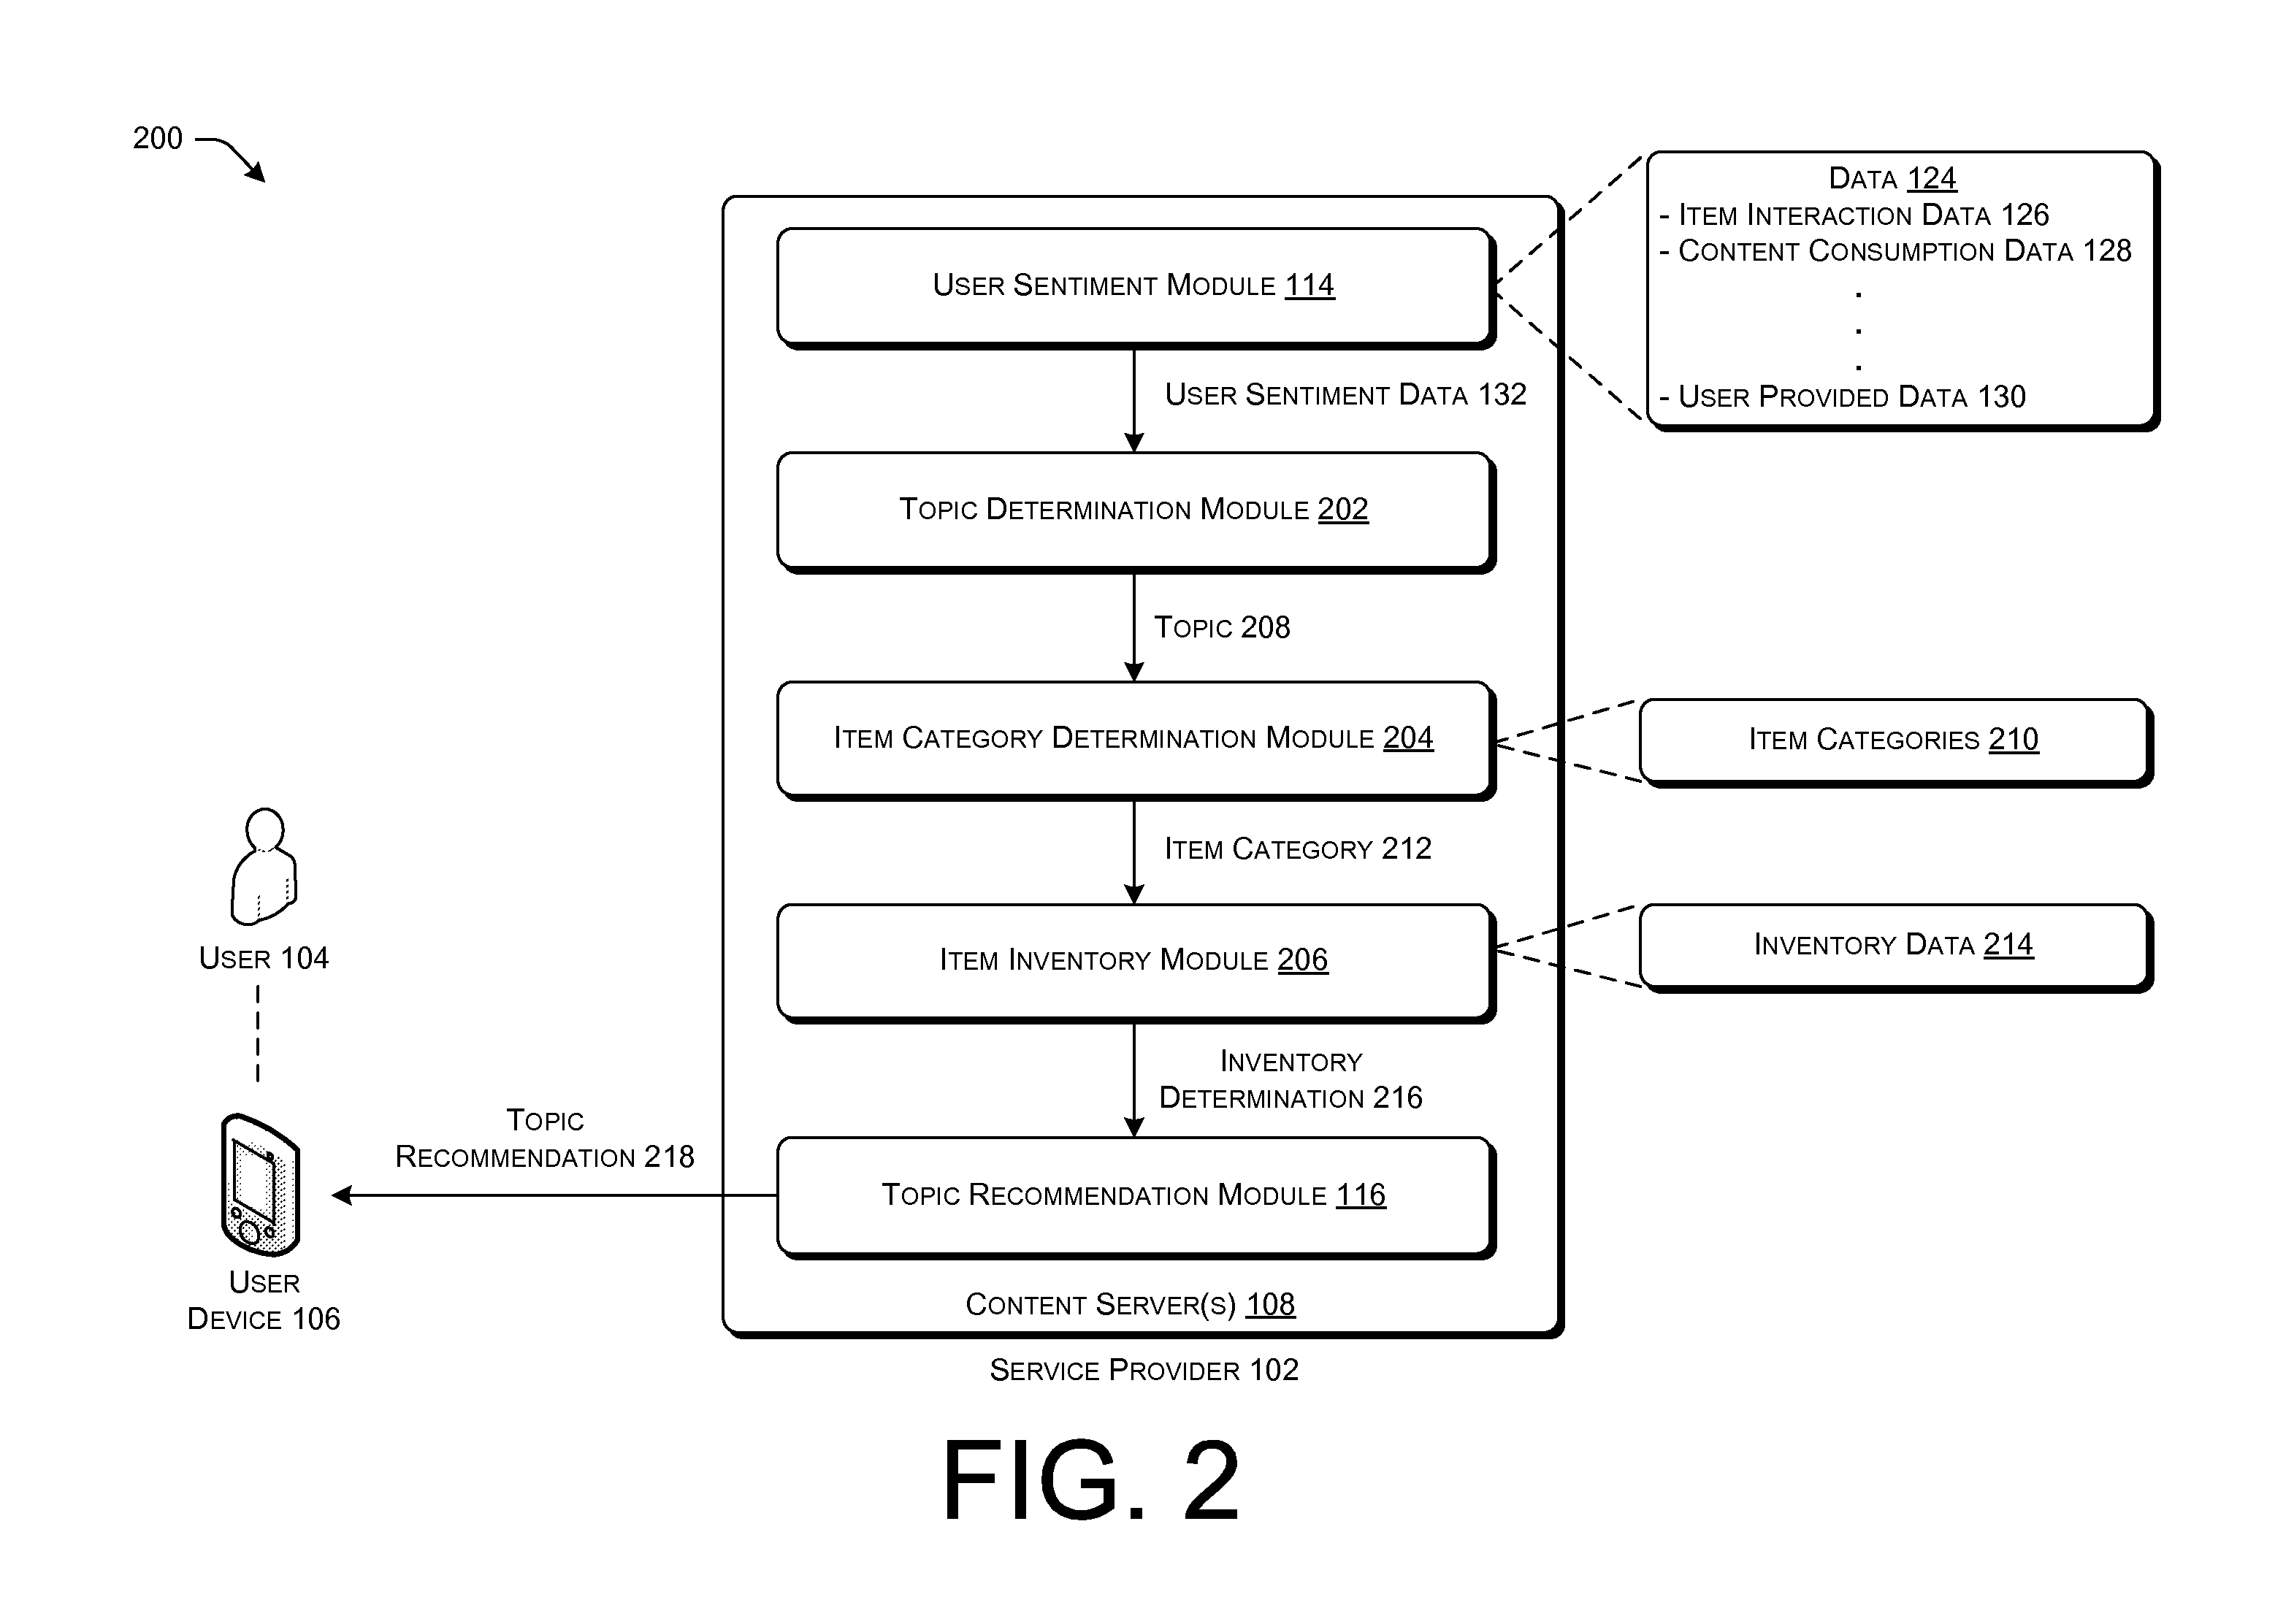 200
DATA 124
- ITEM INTERACTION DATA 126
- CONTENT CONSUMPTION DATA 128
.
.
.
- USER PROVIDED DATA 130
USER SENTIMENT MODULE 114
USER SENTIMENT DATA 132
TOPIC DETERMINATION MODULE 202
TOPIC 208
ITEM CATEGORY DETERMINATION MODULE 204
ITEM CATEGORIES 210
ITEM CATEGORY 212
ITEM INVENTORY MODULE 206
INVENTORY DATA 214
USER 104
INVENTORY
DETERMINATION 216
TOPIC
RECOMMENDATION 218
TOPIC RECOMMENDATION MODULE 116
USER
DEVICE 106
CONTENT SERVER(S) 108
SERVICE PROVIDER 102
FIG. 2